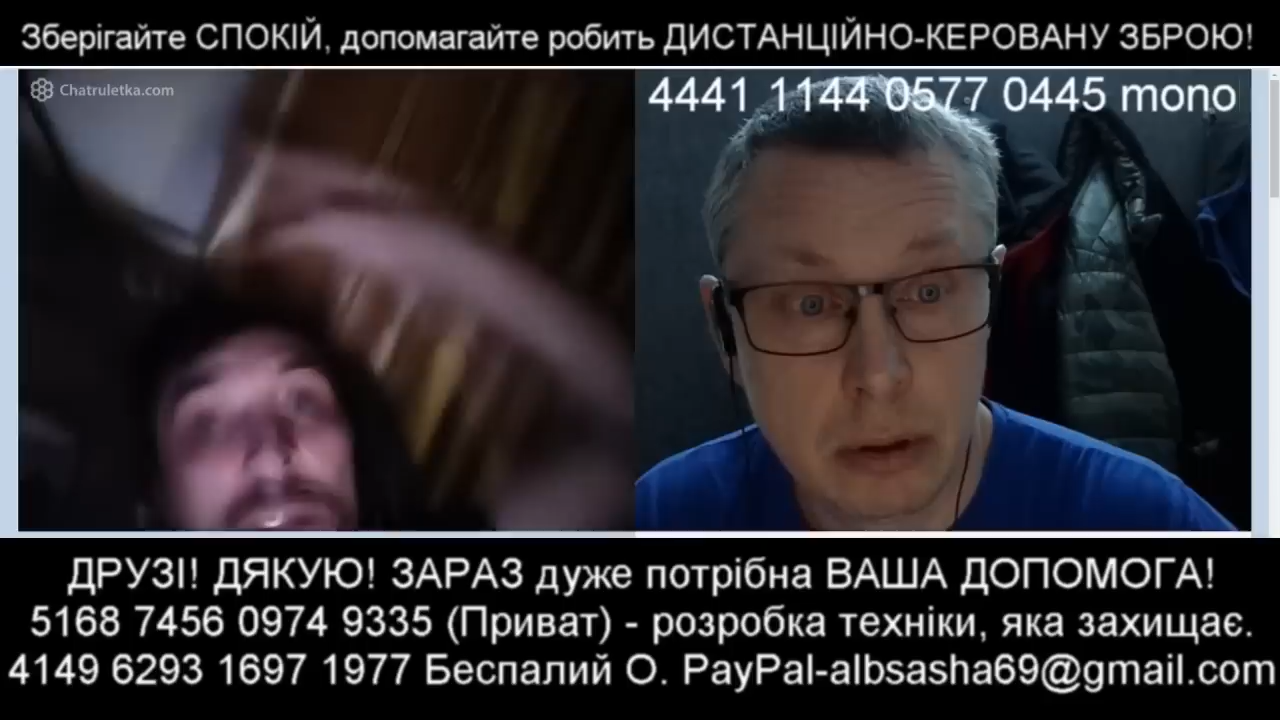 Зберігайте СПОКІЙ, допомагайте робить ДИСТАНЦІЙНО-КЕРОВАНУ ЗБРОЮ!
Chatruletka.com
4441 1144 0577 0445 mono
ДРУЗІ! ДЯКУЮ! ЗАРАЗ дуже потрібна ВАША ДОПОМОГА!
5168 7456 0974 9335 (Приват) - розробка техніки, яка захищає.
4149 6293 1697 1977 Беспалий О. PayPal-albsasha69@gmail.com